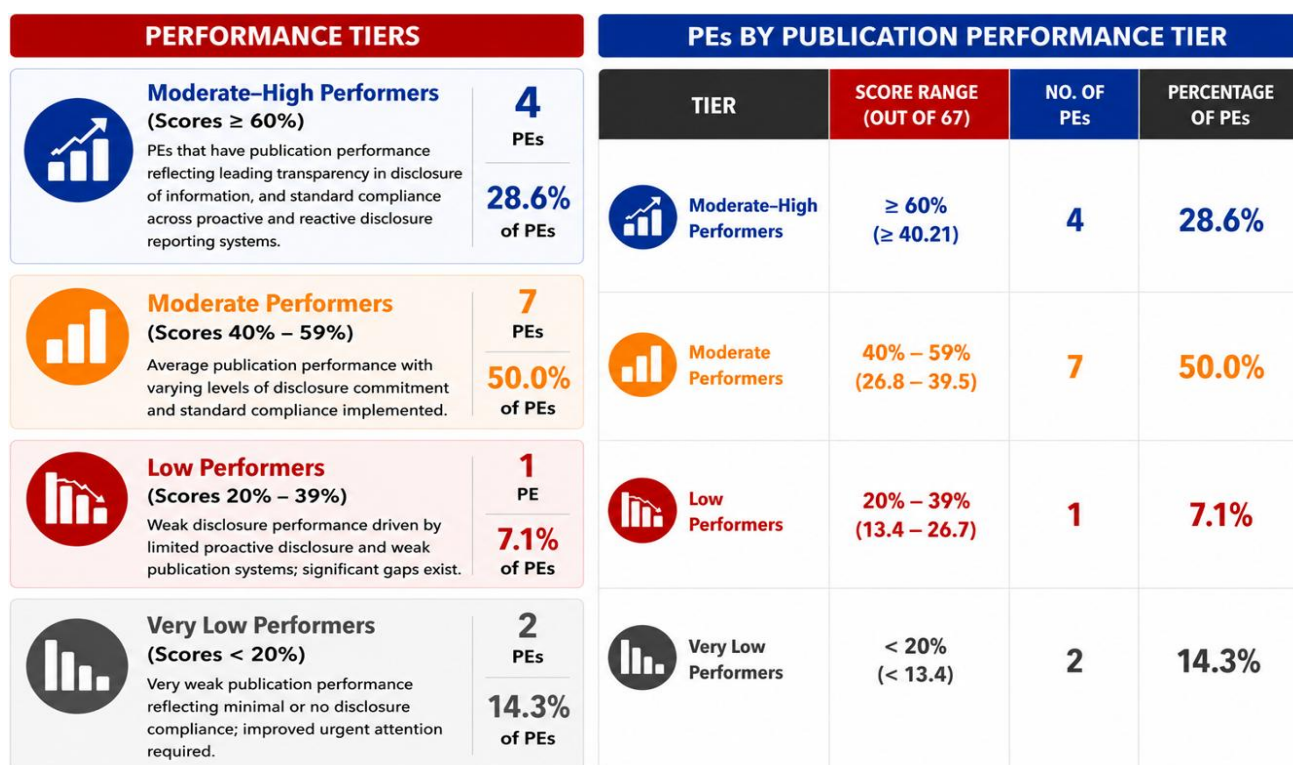 PERFORMANCE TIERS
Moderate–High Performers
(Scores ≥ 60%)
PEs that have publication performance
reflecting leading transparency in disclosure
of information, and standard compliance
across proactive and reactive disclosure
reporting systems.
4
PEs
28.6%
of PEs
Moderate Performers
(Scores 40% – 59%)
Average publication performance with
varying levels of disclosure commitment
and standard compliance implemented.
7
PEs
50.0%
of PEs
Low Performers
(Scores 20% – 39%)
Weak disclosure performance driven by
limited proactive disclosure and weak
publication systems; significant gaps exist.
1
PE
7.1%
of PEs
Very Low Performers
(Scores < 20%)
Very weak publication performance
reflecting minimal or no disclosure
compliance; improved urgent attention
required.
2
PEs
14.3%
of PEs
PEs BY PUBLICATION PERFORMANCE TIER
TIER
SCORE RANGE
(OUT OF 67)
NO. OF
PEs
PERCENTAGE
OF PEs
Moderate–High
Performers
≥ 60%
(≥ 40.21)
4
28.6%
Moderate
Performers
40% – 59%
(26.8 – 39.5)
7
50.0%
Low
Performers
20% – 39%
(13.4 – 26.7)
1
7.1%
Very Low
Performers
< 20%
(< 13.4)
2
14.3%